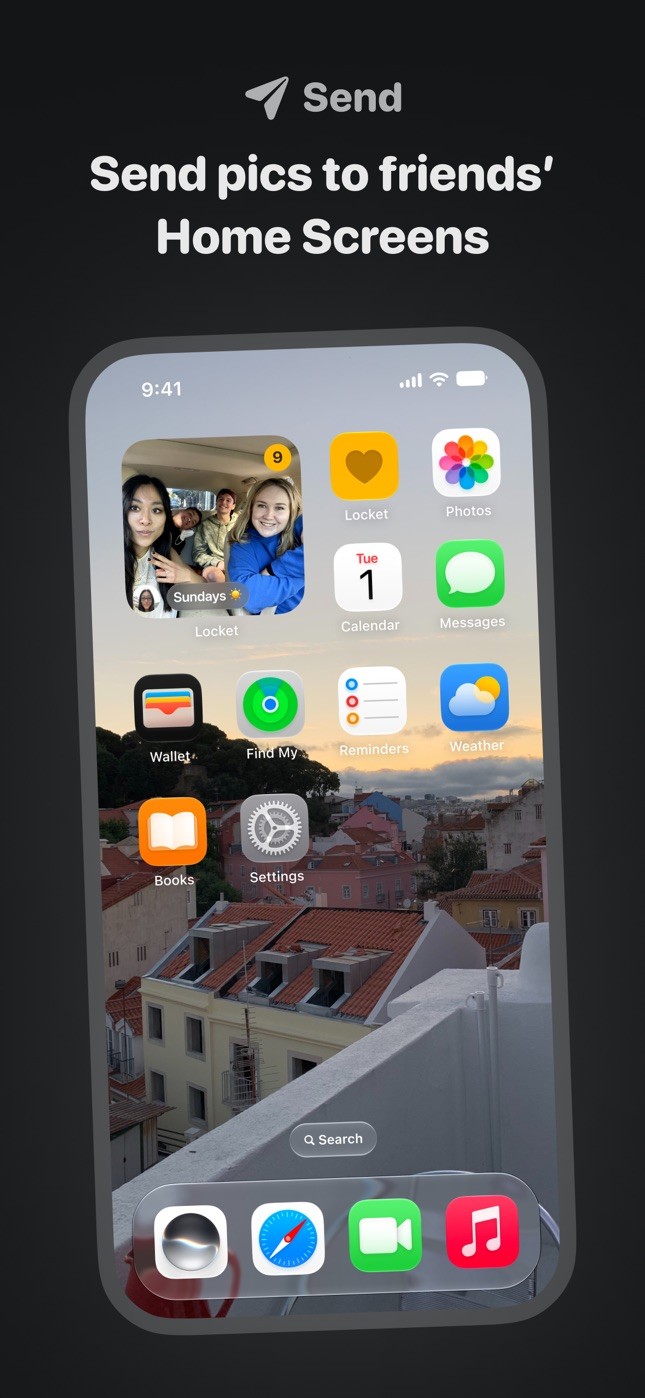 Send
Send pics to friends’
Home Screens
9:41
9
Sundays ☀️
Locket
Locket
Photos
Tue
1
Calendar
Messages
Wallet
Find My
Reminders
Weather
Books
Settings
Search